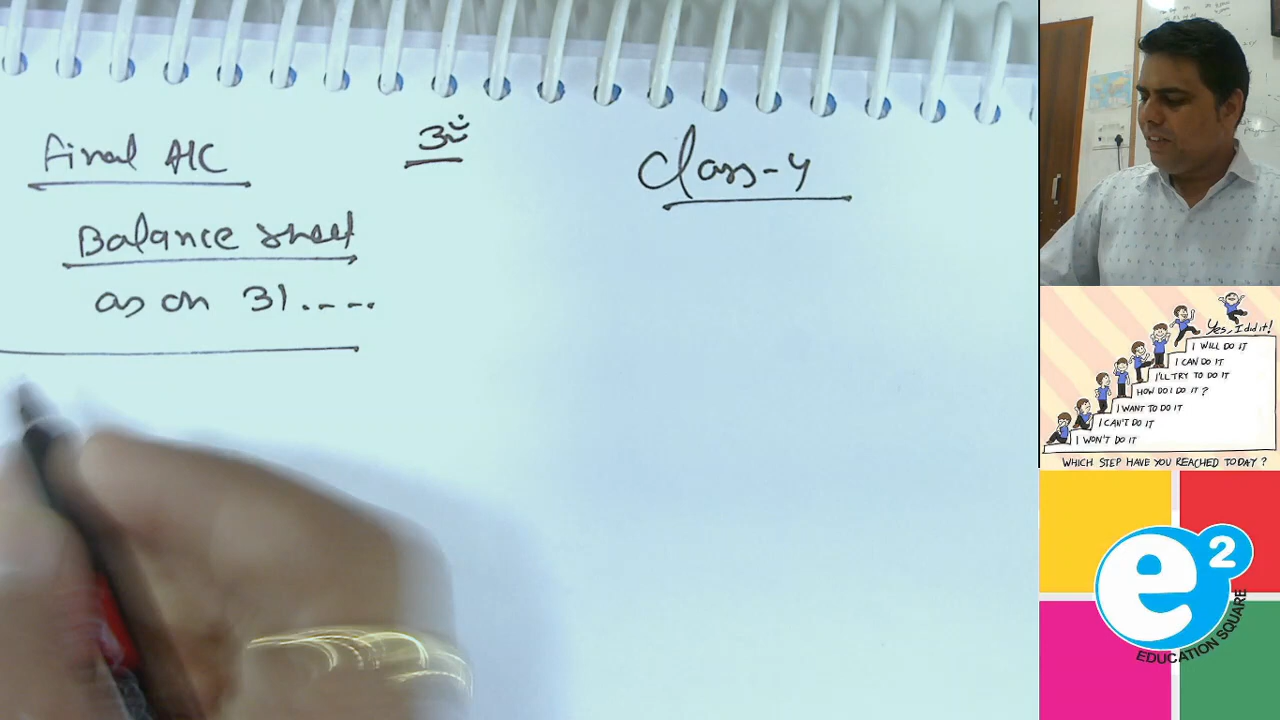 Final A/C
Class-4
Balance sheet
as on 31.....
Yes, I did it!
I WILL DO IT
I CAN DO IT
I'LL TRY TO DO IT
HOW DO I DO IT?
I WANT TO DO IT
I CAN'T DO IT
I WON'T DO IT
WHICH STEP HAVE YOU REACHED TODAY?
e2
EDUCATION SQUARE